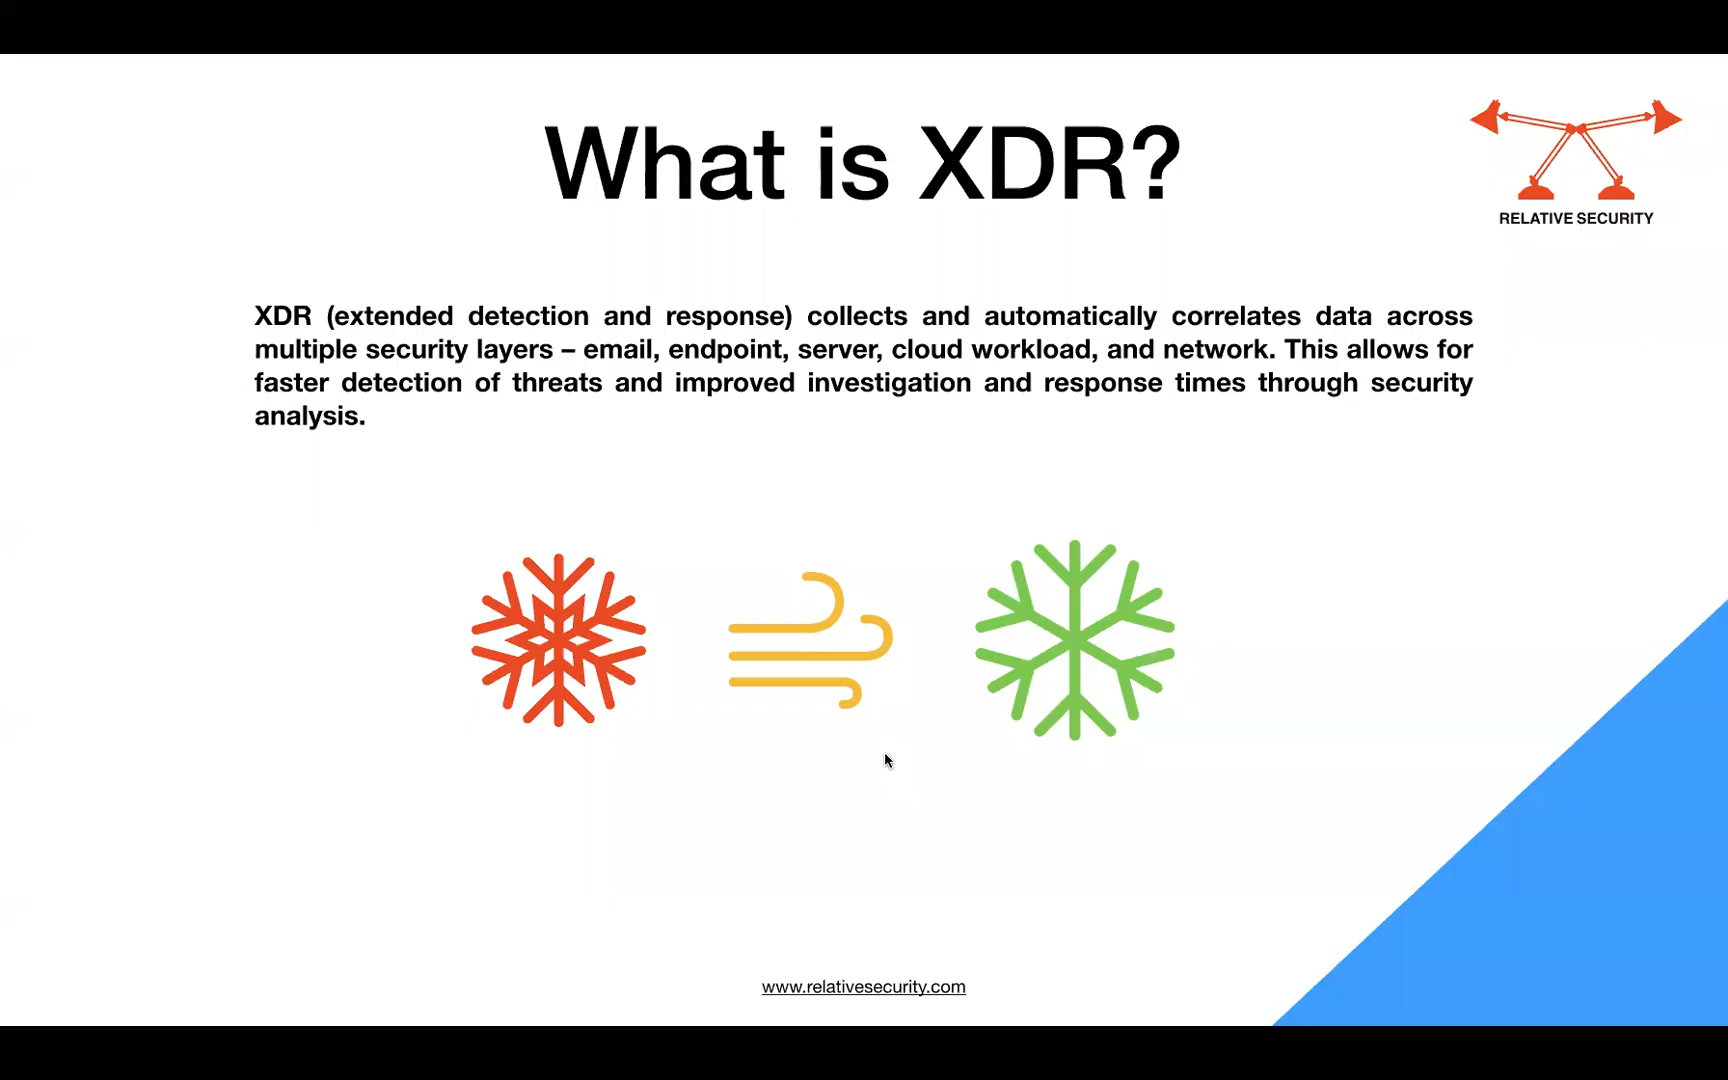 What is XDR?
RELATIVE SECURITY
XDR (extended detection and response) collects and automatically correlates data across
multiple security layers – email, endpoint, server, cloud workload, and network. This allows for
faster detection of threats and improved investigation and response times through security
analysis.
www.relativesecurity.com